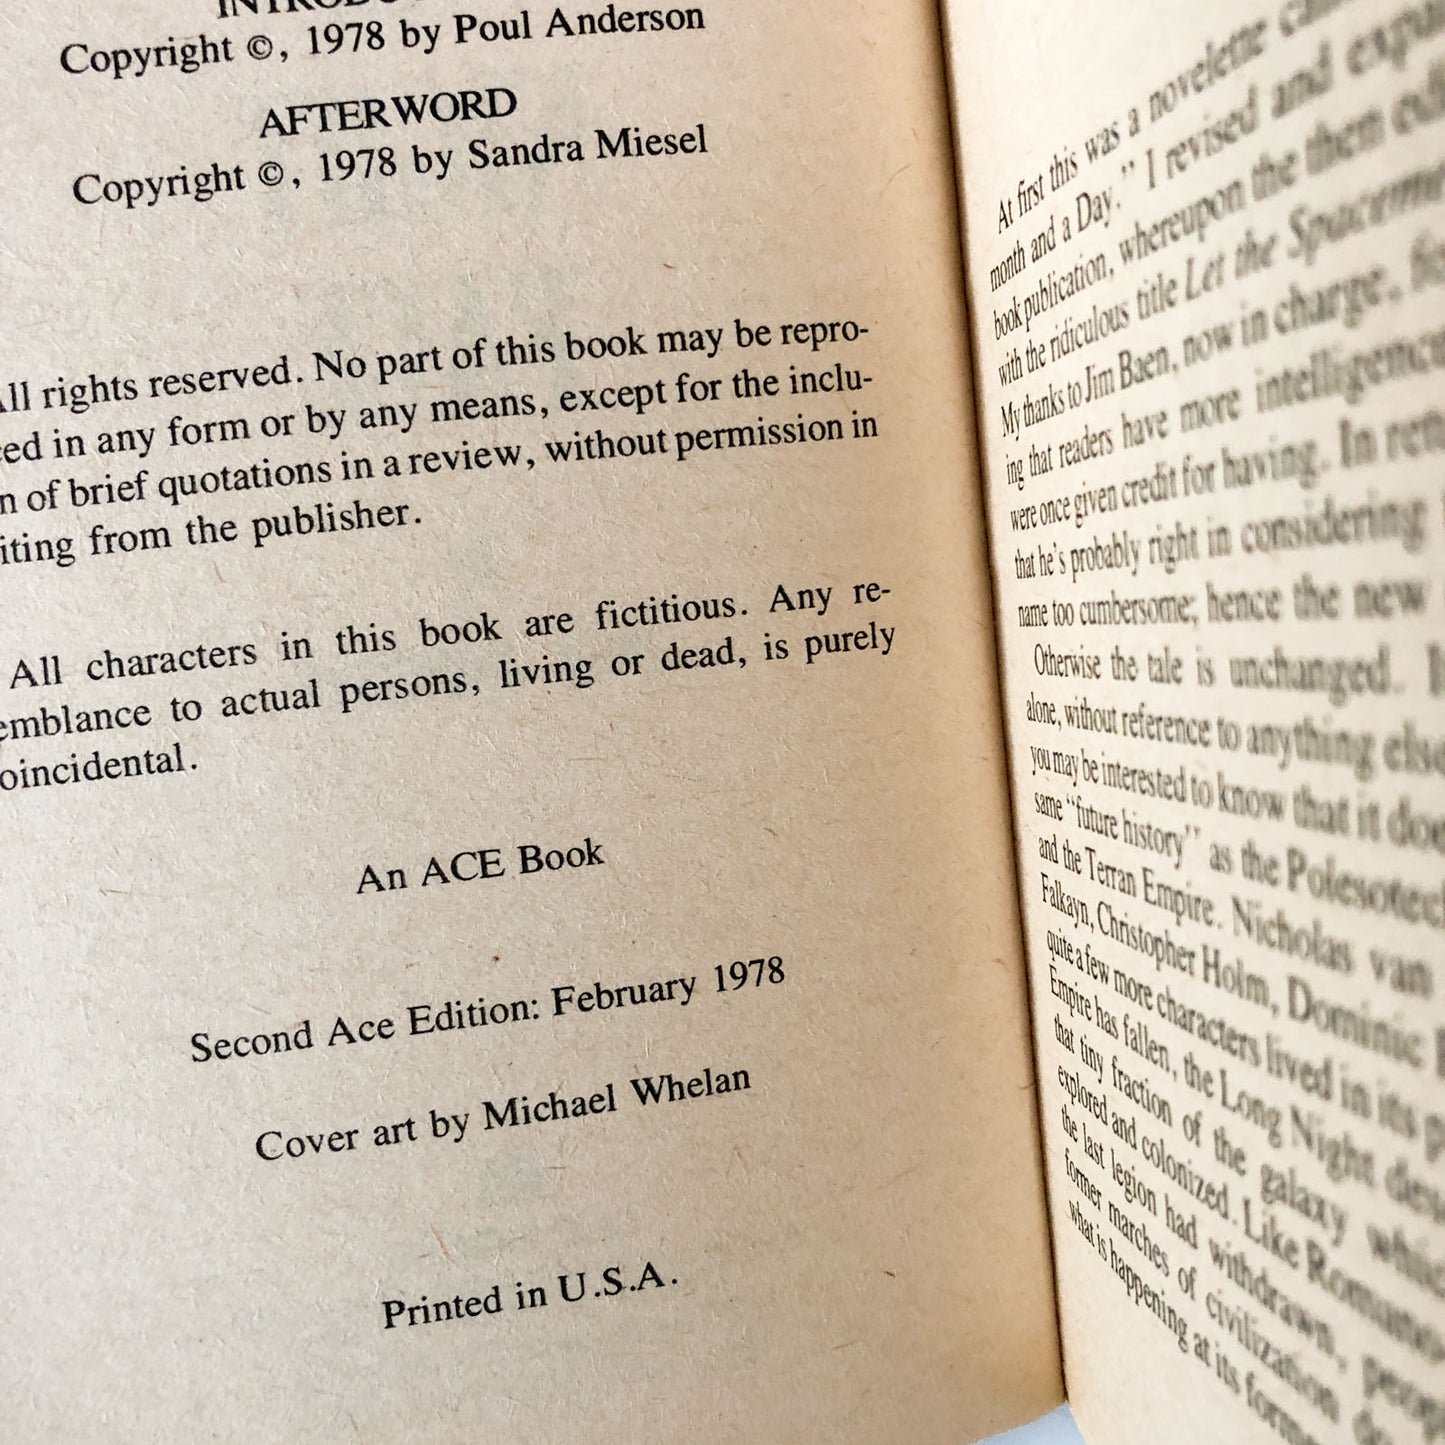 Copyright ©, 1978 by Poul Anderson
AFTERWORD
Copyright ©, 1978 by Sandra Miesel
All rights reserved. No part of this book may be repro-
ed in any form or by any means, except for the inclu-
n of brief quotations in a review, without permission in
iting from the publisher.
All characters in this book are fictitious. Any re-
emblance to actual persons, living or dead, is purely
oincidental.
An ACE Book
Second Ace Edition: February 1978
Cover art by Michael Whelan
Printed in U.S.A.
At first this was a novelette
month and a Day." I revised and
book publication, whereupon the them
with the ridiculous title Let the
My thanks to Jim Baen, now in charge,
ing that readers have more intelligence
were once given credit for having. In
that he's probably right in considering
name too cumbersome; hence the new
Otherwise the tale is unchanged.
alone, without reference to anything else
you may be interested to know that it
same "future history" as the
and the Terran Empire. Nicholas van
Falkayn, Christopher Holm, Dominic
quite a few more characters lived in its
Empire has fallen, the Long Night
that tiny fraction of the galaxy
explored and colonized. Like
the last legion had withdrawn,
former marches of civilization
what is happening at its